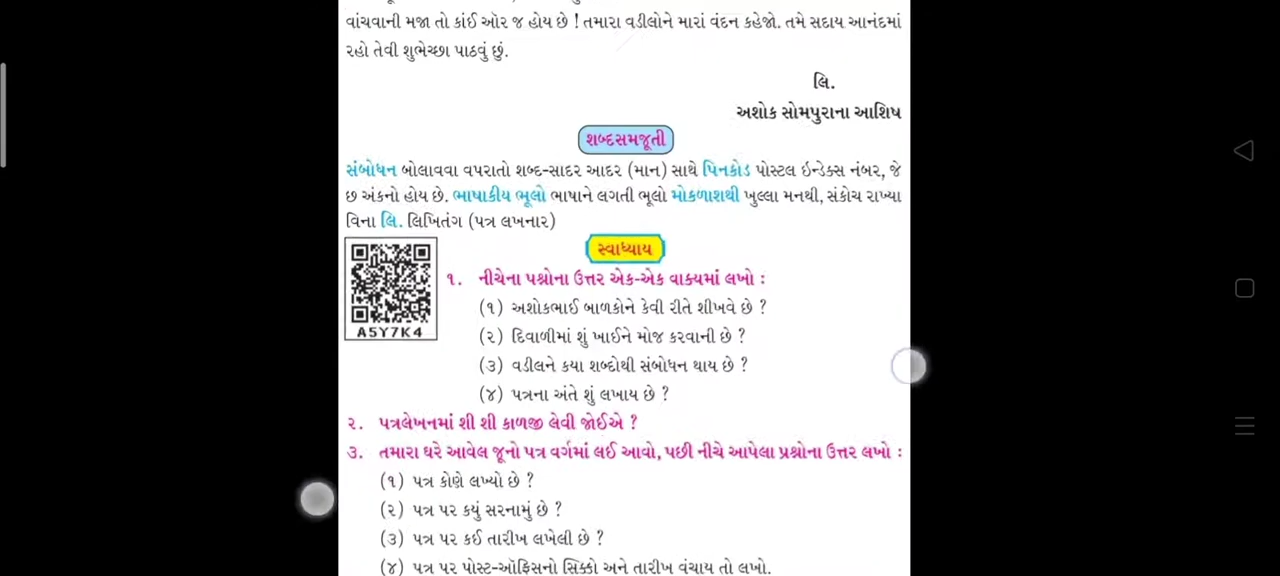 વાંચવાની મજા તો કાંઈ ઑર જ હોય છે ! તમારા વડીલોને મારાં વંદન કહેજો. તમે સદાય આનંદમાં
રહો તેવી શુભેચ્છા પાઠવું છું.
લિ.
અશોક સોમપુરાના આશિષ
શબ્દસમજૂતી
સંબોધન બોલાવવા વપરાતો શબ્દ-સાદર આદર (માન) સાથે પિનકોડ પોસ્ટલ ઇન્ડેક્સ નંબર, જે
છ અંકનો હોય છે. ભાષાકીય ભૂલો ભાષાને લગતી ભૂલો મોકળાશથી ખુલ્લા મનથી, સંકોચ રાખ્યા
વિના લિ. લિખિતંગ (પત્ર લખનાર)
સ્વાધ્યાય
A5Y7K4
૧. નીચેના પશ્નોના ઉત્તર એક-એક વાક્યમાં લખો :
(૧) અશોકભાઈ બાળકોને કેવી રીતે શીખવે છે ?
(૨) દિવાળીમાં શું ખાઈને મોજ કરવાની છે ?
(૩) વડીલને કયા શબ્દોથી સંબોધન થાય છે ?
(૪) પત્રના અંતે શું લખાય છે ?
૨. પત્રલેખનમાં શી શી કાળજી લેવી જોઈએ ?
૩. તમારા ઘરે આવેલ જૂનો પત્ર વર્ગમાં લઈ આવો, પછી નીચે આપેલા પ્રશ્નોના ઉત્તર લખો :
(૧) પત્ર કોણે લખ્યો છે ?
(૨) પત્ર પર કયું સરનામું છે ?
(૩) પત્ર પર કઈ તારીખ લખેલી છે ?
(૪) પત્ર પર પોસ્ટ-ઑફિસનો સિક્કો અને તારીખ વંચાય તો લખો.